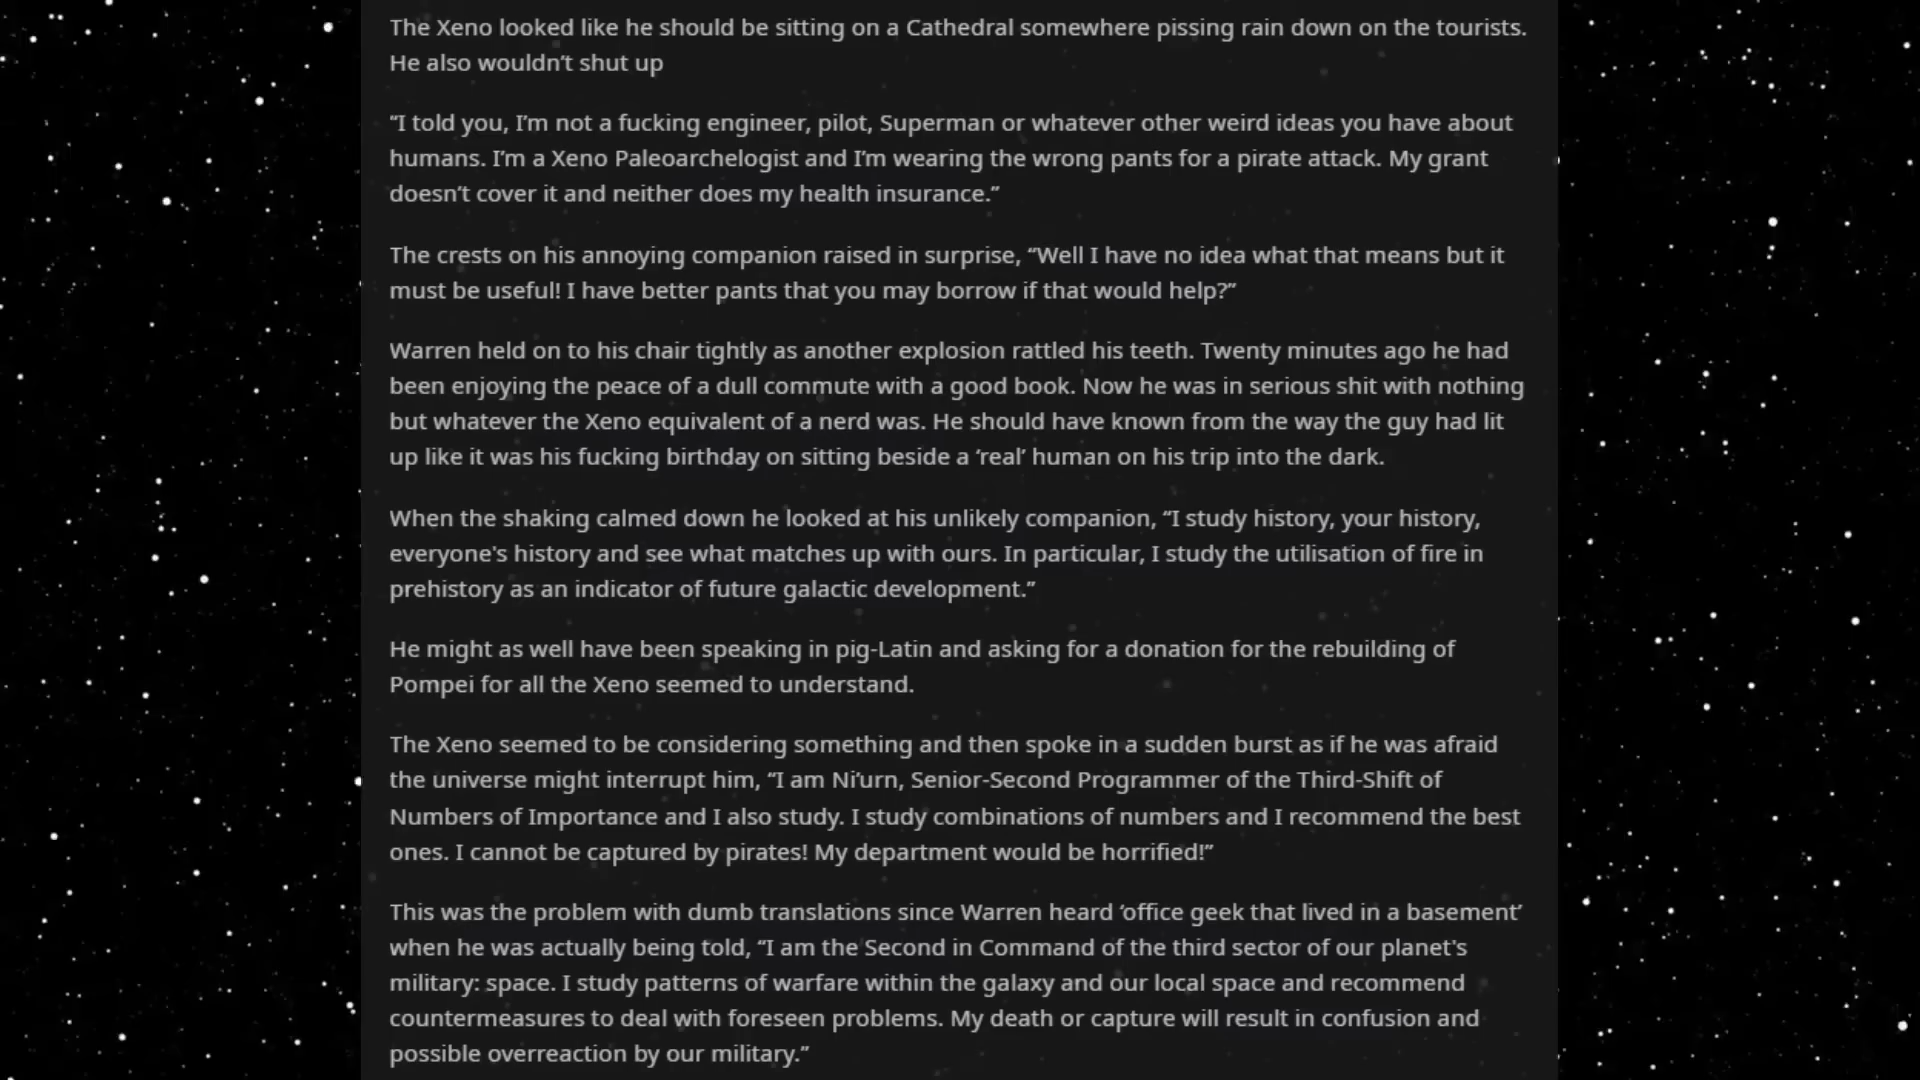 The Xeno looked like he should be sitting on a Cathedral somewhere pissing rain down on the tourists.
He also wouldn’t shut up
“I told you, I’m not a fucking engineer, pilot, Superman or whatever other weird ideas you have about
humans. I’m a Xeno Paleoarchelogist and I’m wearing the wrong pants for a pirate attack. My grant
doesn’t cover it and neither does my health insurance.”
The crests on his annoying companion raised in surprise, “Well I have no idea what that means but it
must be useful! I have better pants that you may borrow if that would help?”
Warren held on to his chair tightly as another explosion rattled his teeth. Twenty minutes ago he had
been enjoying the peace of a dull commute with a good book. Now he was in serious shit with nothing
but whatever the Xeno equivalent of a nerd was. He should have known from the way the guy had lit
up like it was his fucking birthday on sitting beside a ‘real’ human on his trip into the dark.
When the shaking calmed down he looked at his unlikely companion, “I study history, your history,
everyone's history and see what matches up with ours. In particular, I study the utilisation of fire in
prehistory as an indicator of future galactic development.”
He might as well have been speaking in pig-Latin and asking for a donation for the rebuilding of
Pompei for all the Xeno seemed to understand.
The Xeno seemed to be considering something and then spoke in a sudden burst as if he was afraid
the universe might interrupt him, “I am Ni’urn, Senior-Second Programmer of the Third-Shift of
Numbers of Importance and I also study. I study combinations of numbers and I recommend the best
ones. I cannot be captured by pirates! My department would be horrified!”
This was the problem with dumb translations since Warren heard ‘office geek that lived in a basement’
when he was actually being told, “I am the Second in Command of the third sector of our planet's
military: space. I study patterns of warfare within the galaxy and our local space and recommend
countermeasures to deal with foreseen problems. My death or capture will result in confusion and
possible overreaction by our military.”